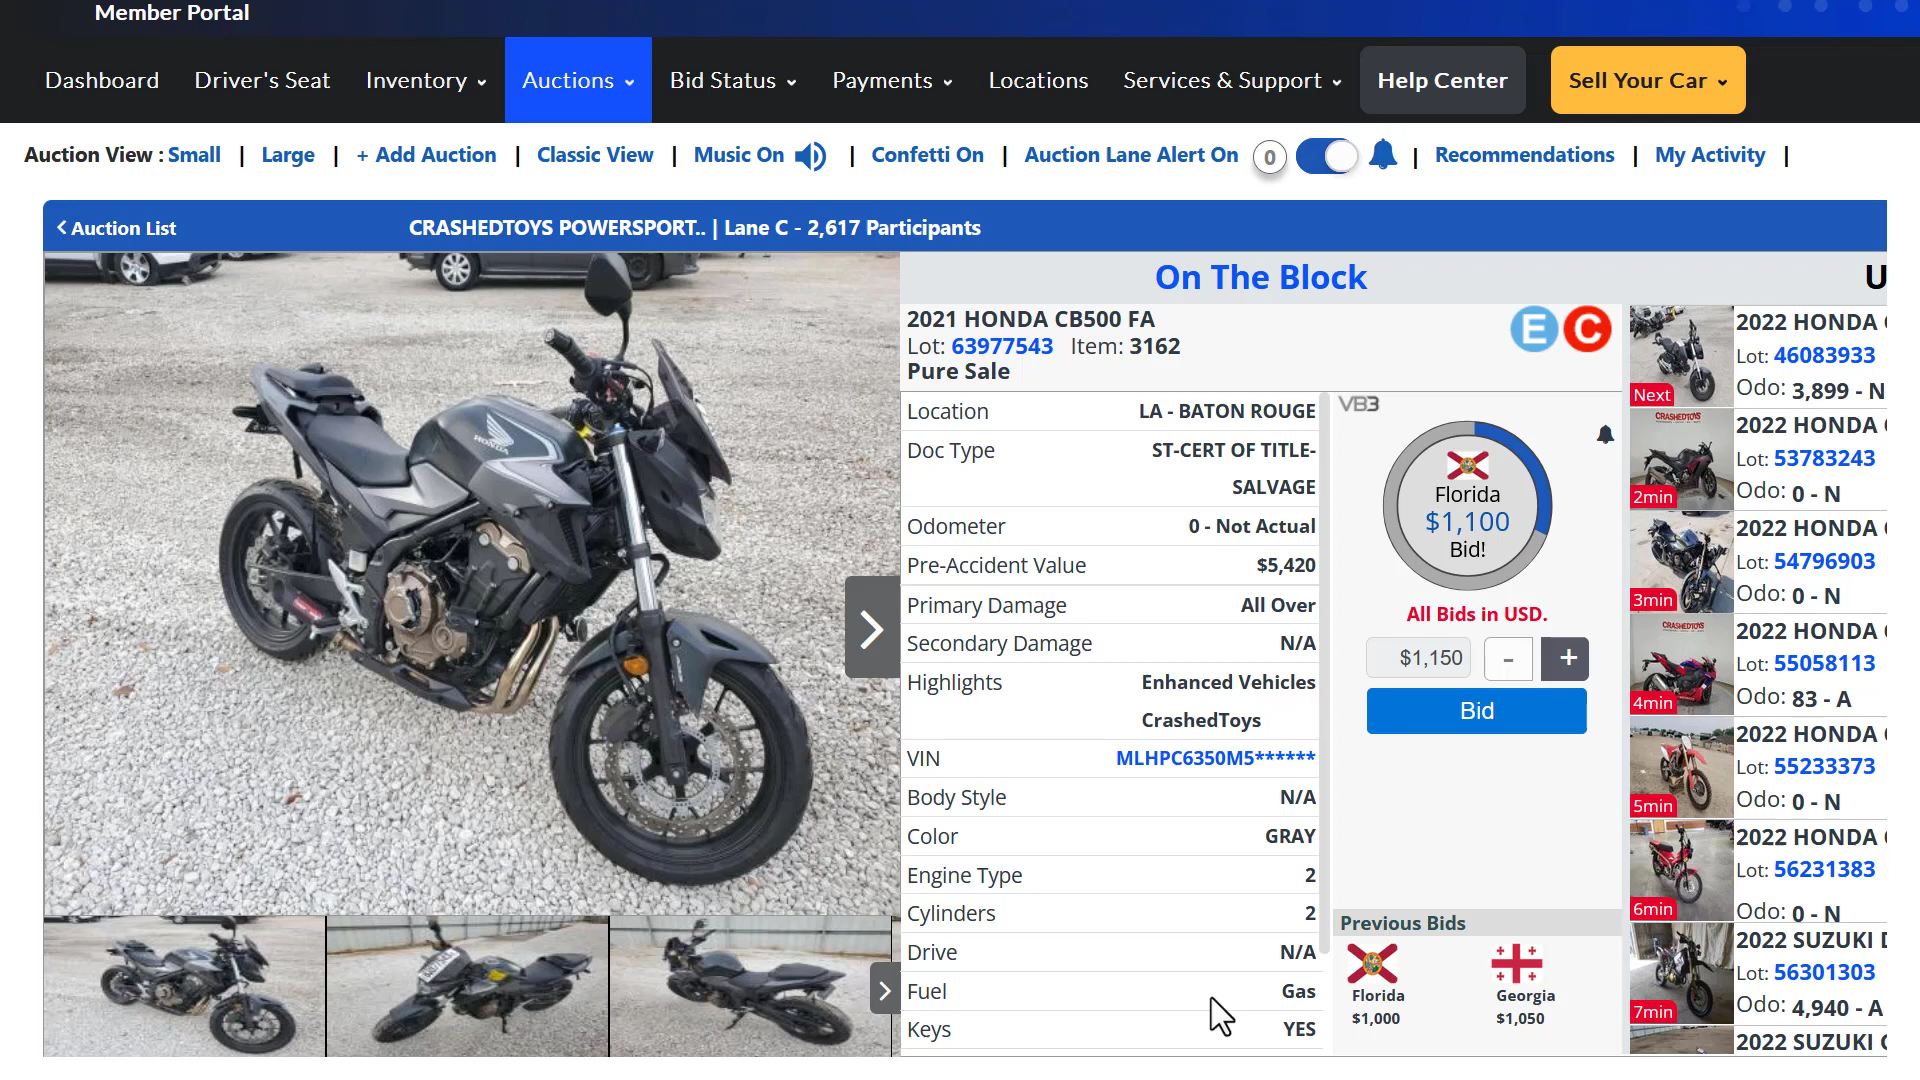 Member Portal
Dashboard Driver's Seat Inventory Auctions Bid Status Payments Locations Services & Support Help Center Sell Your Car
Auction View : Small | Large | + Add Auction | Classic View | Music On | Confetti On | Auction Lane Alert On 0 | Recommendations | My Activity |
Auction List
CRASHEDTOYS POWERSPORT.. | Lane C - 2,617 Participants
HONDA
On The Block
2021 HONDA CB500 FA
Lot: 63977543 Item: 3162
Pure Sale
E C
Location LA - BATON ROUGE
Doc Type ST-CERT OF TITLE-
SALVAGE
Odometer 0 - Not Actual
Pre-Accident Value $5,420
Primary Damage All Over
Secondary Damage N/A
Highlights Enhanced Vehicles
CrashedToys
VIN MLHPC6350M5******
Body Style N/A
Color GRAY
Engine Type 2
Cylinders 2
Drive N/A
Fuel Gas
Keys YES
VB3
Florida
$1,100
Bid!
All Bids in USD.
$1,150 - +
Bid
Previous Bids
Florida
$1,000
Georgia
$1,050
U
2022 HONDA
Lot: 46083933
Odo: 3,899 - N
Next
CRASHEDTOYS
2022 HONDA
Lot: 53783243
Odo: 0 - N
2min
2022 HONDA
Lot: 54796903
Odo: 0 - N
3min
CRASHEDTOYS
2022 HONDA
Lot: 55058113
Odo: 83 - A
4min
2022 HONDA
Lot: 55233373
Odo: 0 - N
5min
2022 HONDA
Lot: 56231383
Odo: 0 - N
6min
2022 SUZUKI
Lot: 56301303
Odo: 4,940 - A
7min
2022 SUZUKI